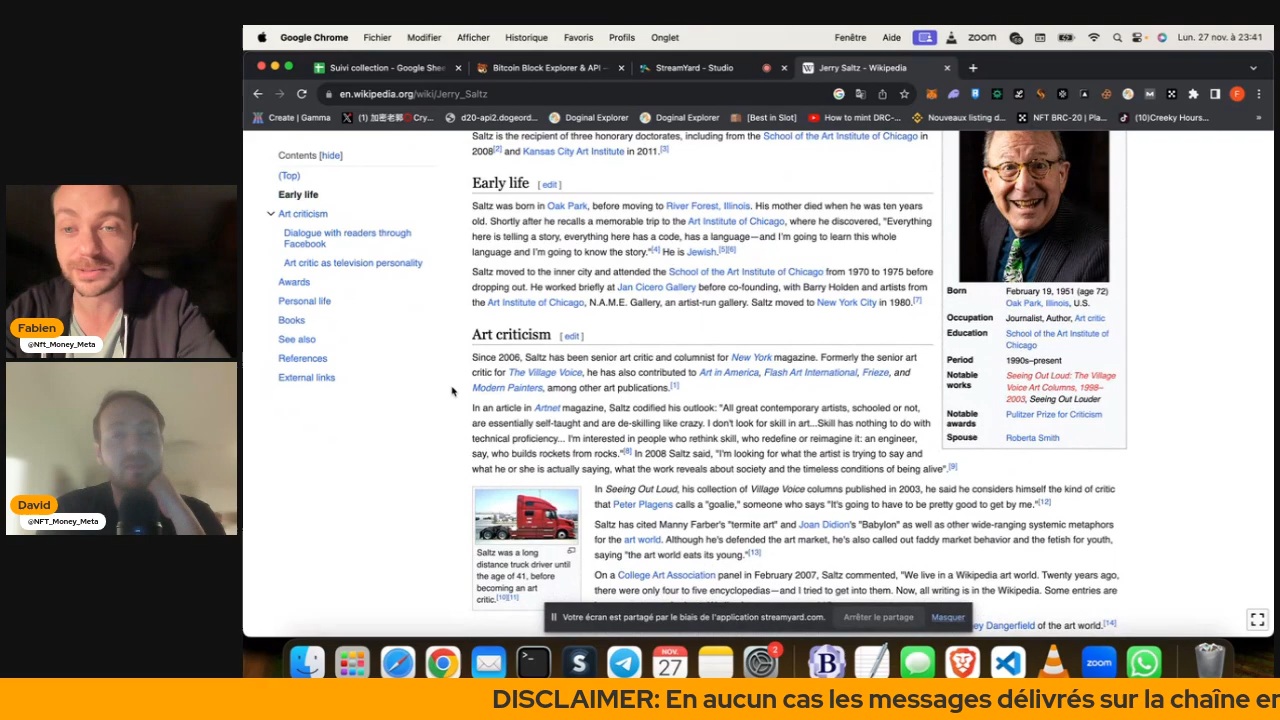 Google Chrome Fichier Modifier Afficher Historique Favoris Profils Onglet Fenêtre Aide zoom Lun. 27 nov. à 23:41
Suivi collection - Google Shee
Bitcoin Block Explorer & API –
StreamYard - Studio
Jerry Saltz - Wikipedia
en.wikipedia.org/wiki/Jerry_Saltz
F
Create | Gamma
(1) 加密老郭⭕Cry...
d20-api2.dogeord...
Doginal Explorer
Doginal Explorer
[Best in Slot]
How to mint DRC-...
Nouveaux listing d...
NFT BRC-20 | Pla...
(10)Creeky Hours...
»
Contents [hide]
(Top)
Early life
Art criticism
Dialogue with readers through
Facebook
Art critic as television personality
Awards
Personal life
Books
See also
References
External links
Saltz is the recipient of three honorary doctorates, including from the School of the Art Institute of Chicago in
2008[2] and Kansas City Art Institute in 2011.[3]
Early life [ edit ]
Saltz was born in Oak Park, before moving to River Forest, Illinois. His mother died when he was ten years
old. Shortly after he recalls a memorable trip to the Art Institute of Chicago, where he discovered, "Everything
here is telling a story, everything here has a code, has a language—and I'm going to learn this whole
language and I'm going to know the story."[4] He is Jewish.[5][6]
Saltz moved to the inner city and attended the School of the Art Institute of Chicago from 1970 to 1975 before
dropping out. He worked briefly at Jan Cicero Gallery before co-founding, with Barry Holden and artists from
the Art Institute of Chicago, N.A.M.E. Gallery, an artist-run gallery. Saltz moved to New York City in 1980.[7]
Art criticism [ edit ]
Since 2006, Saltz has been senior art critic and columnist for New York magazine. Formerly the senior art
critic for The Village Voice, he has also contributed to Art in America, Flash Art International, Frieze, and
Modern Painters, among other art publications.[1]
In an article in Artnet magazine, Saltz codified his outlook: "All great contemporary artists, schooled or not,
are essentially self-taught and are de-skilling like crazy. I don't look for skill in art...Skill has nothing to do with
technical proficiency... I'm interested in people who rethink skill, who redefine or reimagine it: an engineer,
say, who builds rockets from rocks."[8] In 2008 Saltz said, "I'm looking for what the artist is trying to say and
what he or she is actually saying, what the work reveals about society and the timeless conditions of being alive".[9]
In Seeing Out Loud, his collection of Village Voice columns published in 2003, he said he considers himself the kind of critic
that Peter Plagens calls a "goalie," someone who says "It's going to have to be pretty good to get by me."[12]
Saltz has cited Manny Farber's "termite art" and Joan Didion's "Babylon" as well as other wide-ranging systemic metaphors
for the art world. Although he's defended the art market, he's also called out faddy market behavior and the fetish for youth,
saying "the art world eats its young."[13]
On a College Art Association panel in February 2007, Saltz commented, "We live in a Wikipedia art world. Twenty years ago,
there were only four to five encyclopedias—and I tried to get into them. Now, all writing is in the Wikipedia. Some entries are
ey Dangerfield of the art world.[14]
Saltz was a long
distance truck driver until
the age of 41, before
becoming an art
critic.[10][11]
Born February 19, 1951 (age 72)
Oak Park, Illinois, U.S.
Occupation Journalist, Author, Art critic
Education School of the Art Institute of
Chicago
Period 1990s–present
Notable works Seeing Out Loud: The Village
Voice Art Columns, 1998–
2003, Seeing Out Louder
Notable awards Pulitzer Prize for Criticism
Spouse Roberta Smith
Votre écran est partagé par le biais de l'application streamyard.com. Arrêter le partage Masquer
Fabien
@Nft_Money_Meta
David
@NFT_Money_Meta
NOV.
27
2
zoom
DISCLAIMER: En aucun cas les messages délivrés sur la chaîne en